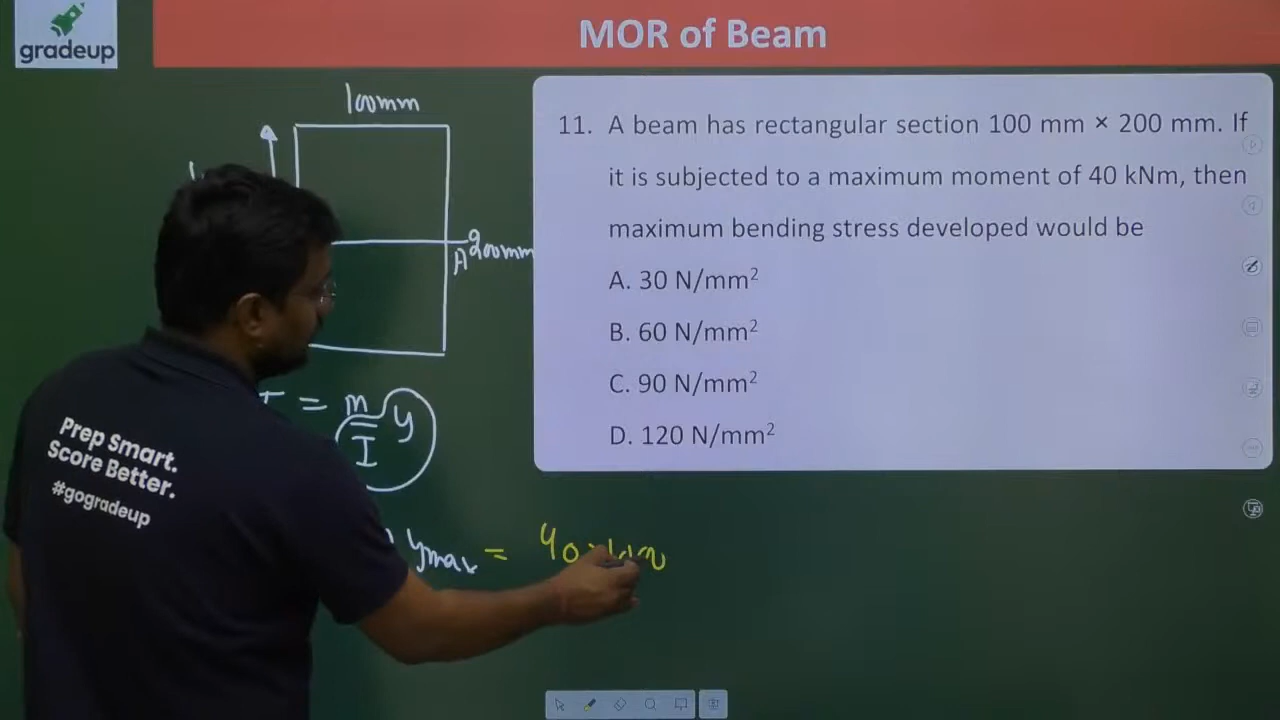 gradeup
MOR of Beam
100mm
11. A beam has rectangular section 100 mm × 200 mm. If
it is subjected to a maximum moment of 40 kNm, then
maximum bending stress developed would be
A. 30 N/mm²
B. 60 N/mm²
C. 90 N/mm²
D. 120 N/mm²
A
200mm
= m/I y
Prep Smart.
Score Better.
#gogradeup
ymax = 40